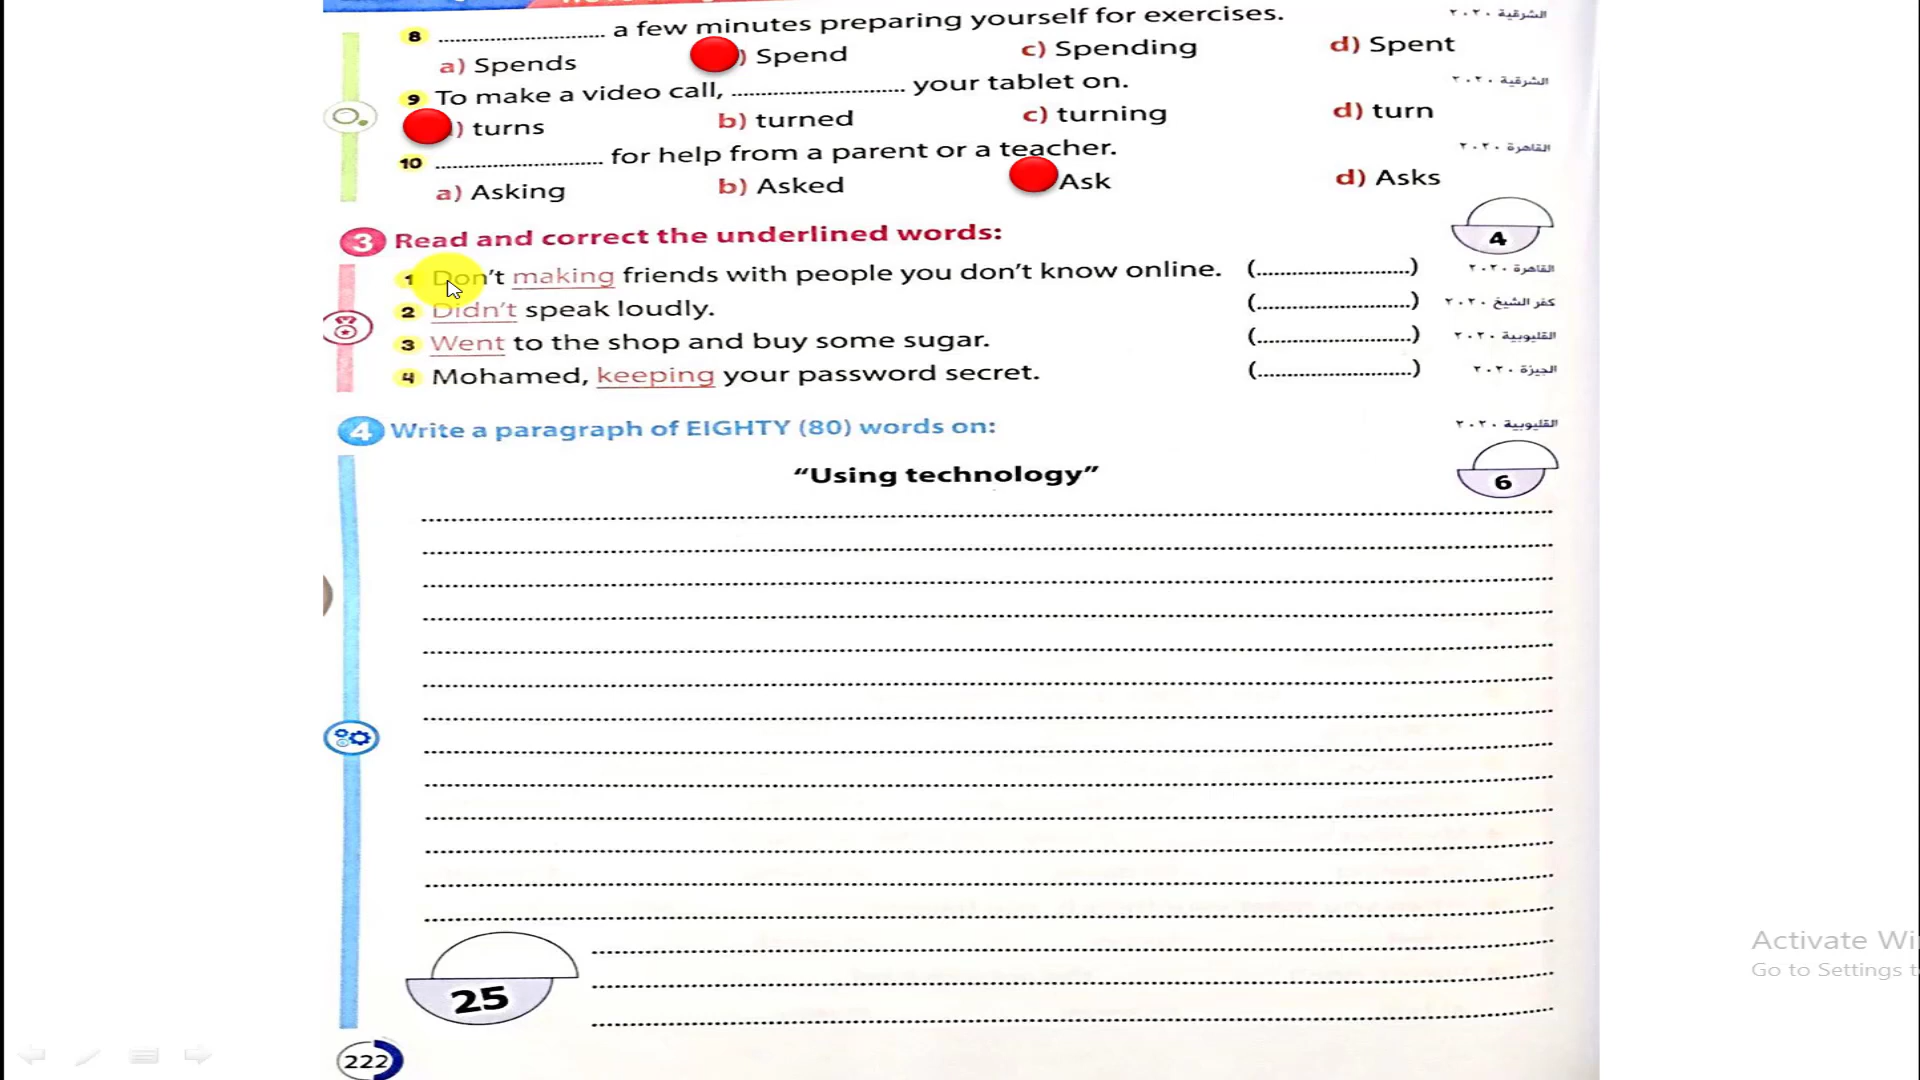 8 ............ a few minutes preparing yourself for exercises. الشرقية ٢٠٢٠
a) Spends ) Spend c) Spending d) Spent
9 To make a video call, ............ your tablet on. الشرقية ٢٠٢٠
) turns b) turned c) turning d) turn
10 ............ for help from a parent or a teacher. القاهرة ٢٠٢٠
a) Asking b) Asked Ask d) Asks
3 Read and correct the underlined words: 4
1 Don't making friends with people you don't know online. (............) القاهرة ٢٠٢٠
2 Didn't speak loudly. (............) كفر الشيخ ٢٠٢٠
3 Went to the shop and buy some sugar. (............) القليوبية ٢٠٢٠
4 Mohamed, keeping your password secret. (............) الجيزة ٢٠٢٠
4 Write a paragraph of EIGHTY (80) words on: القليوبية ٢٠٢٠
"Using technology" 6
25
222
Activate Wi
Go to Settings t